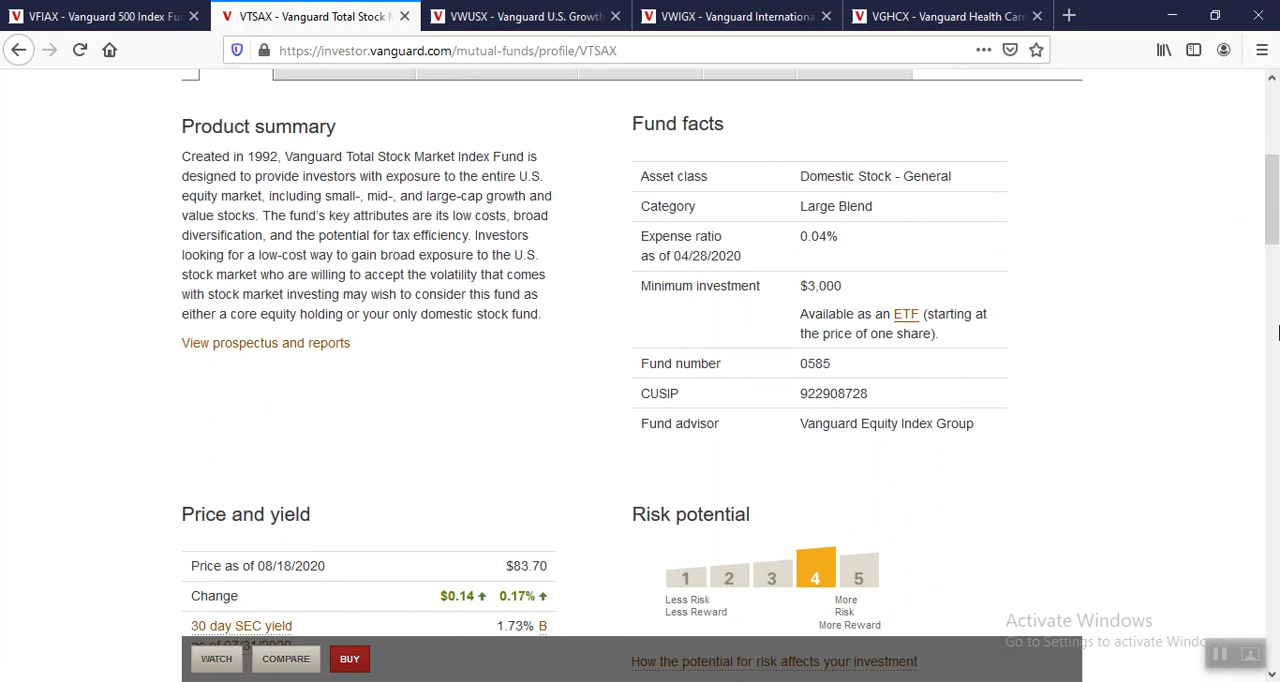 VFIAX - Vanguard 500 Index Fu
VTSAX - Vanguard Total Stock M
VWUSX - Vanguard U.S. Growth
VWIGX - Vanguard Internationa
VGHCX - Vanguard Health Care
https://investor.vanguard.com/mutual-funds/profile/VTSAX
Product summary
Created in 1992, Vanguard Total Stock Market Index Fund is
designed to provide investors with exposure to the entire U.S.
equity market, including small-, mid-, and large-cap growth and
value stocks. The fund's key attributes are its low costs, broad
diversification, and the potential for tax efficiency. Investors
looking for a low-cost way to gain broad exposure to the U.S.
stock market who are willing to accept the volatility that comes
with stock market investing may wish to consider this fund as
either a core equity holding or your only domestic stock fund.
View prospectus and reports
Fund facts
Asset class Domestic Stock - General
Category Large Blend
Expense ratio 0.04%
as of 04/28/2020
Minimum investment $3,000
Available as an ETF (starting at
the price of one share).
Fund number 0585
CUSIP 922908728
Fund advisor Vanguard Equity Index Group
Price and yield
Price as of 08/18/2020 $83.70
Change $0.14 0.17%
30 day SEC yield 1.73% B
as of 07/31/2020
WATCH COMPARE BUY
Risk potential
1 2 3 4 5
Less Risk More
Less Reward Risk
More Reward
How the potential for risk affects your investment
Activate Windows
Go to Settings to activate Windows